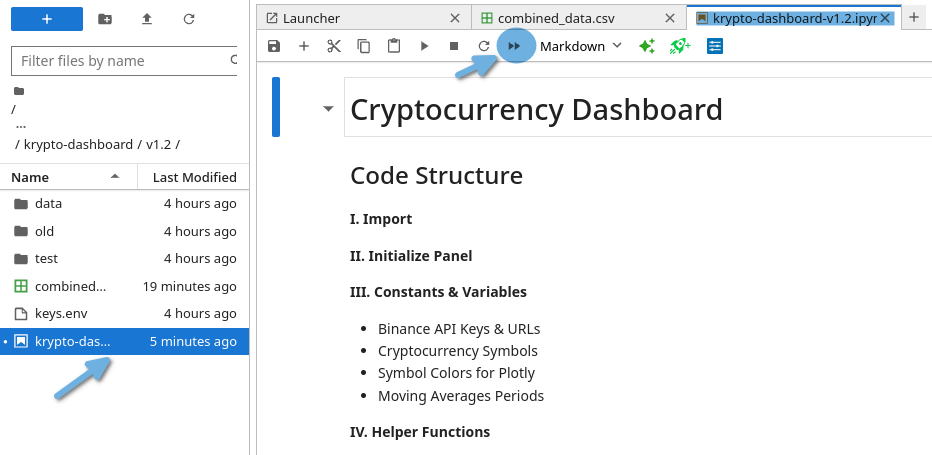 +
Filter files by name
/
...
/ krypto-dashboard / v1.2 /
Name Last Modified
data 4 hours ago
old 4 hours ago
test 4 hours ago
combined... 19 minutes ago
keys.env 4 hours ago
krypto-das... 5 minutes ago
Launcher
combined_data.csv
krypto-dashboard-v1.2.ipyr
Markdown
Cryptocurrency Dashboard
Code Structure
I. Import
II. Initialize Panel
III. Constants & Variables
• Binance API Keys & URLs
• Cryptocurrency Symbols
• Symbol Colors for Plotly
• Moving Averages Periods
IV. Helper Functions